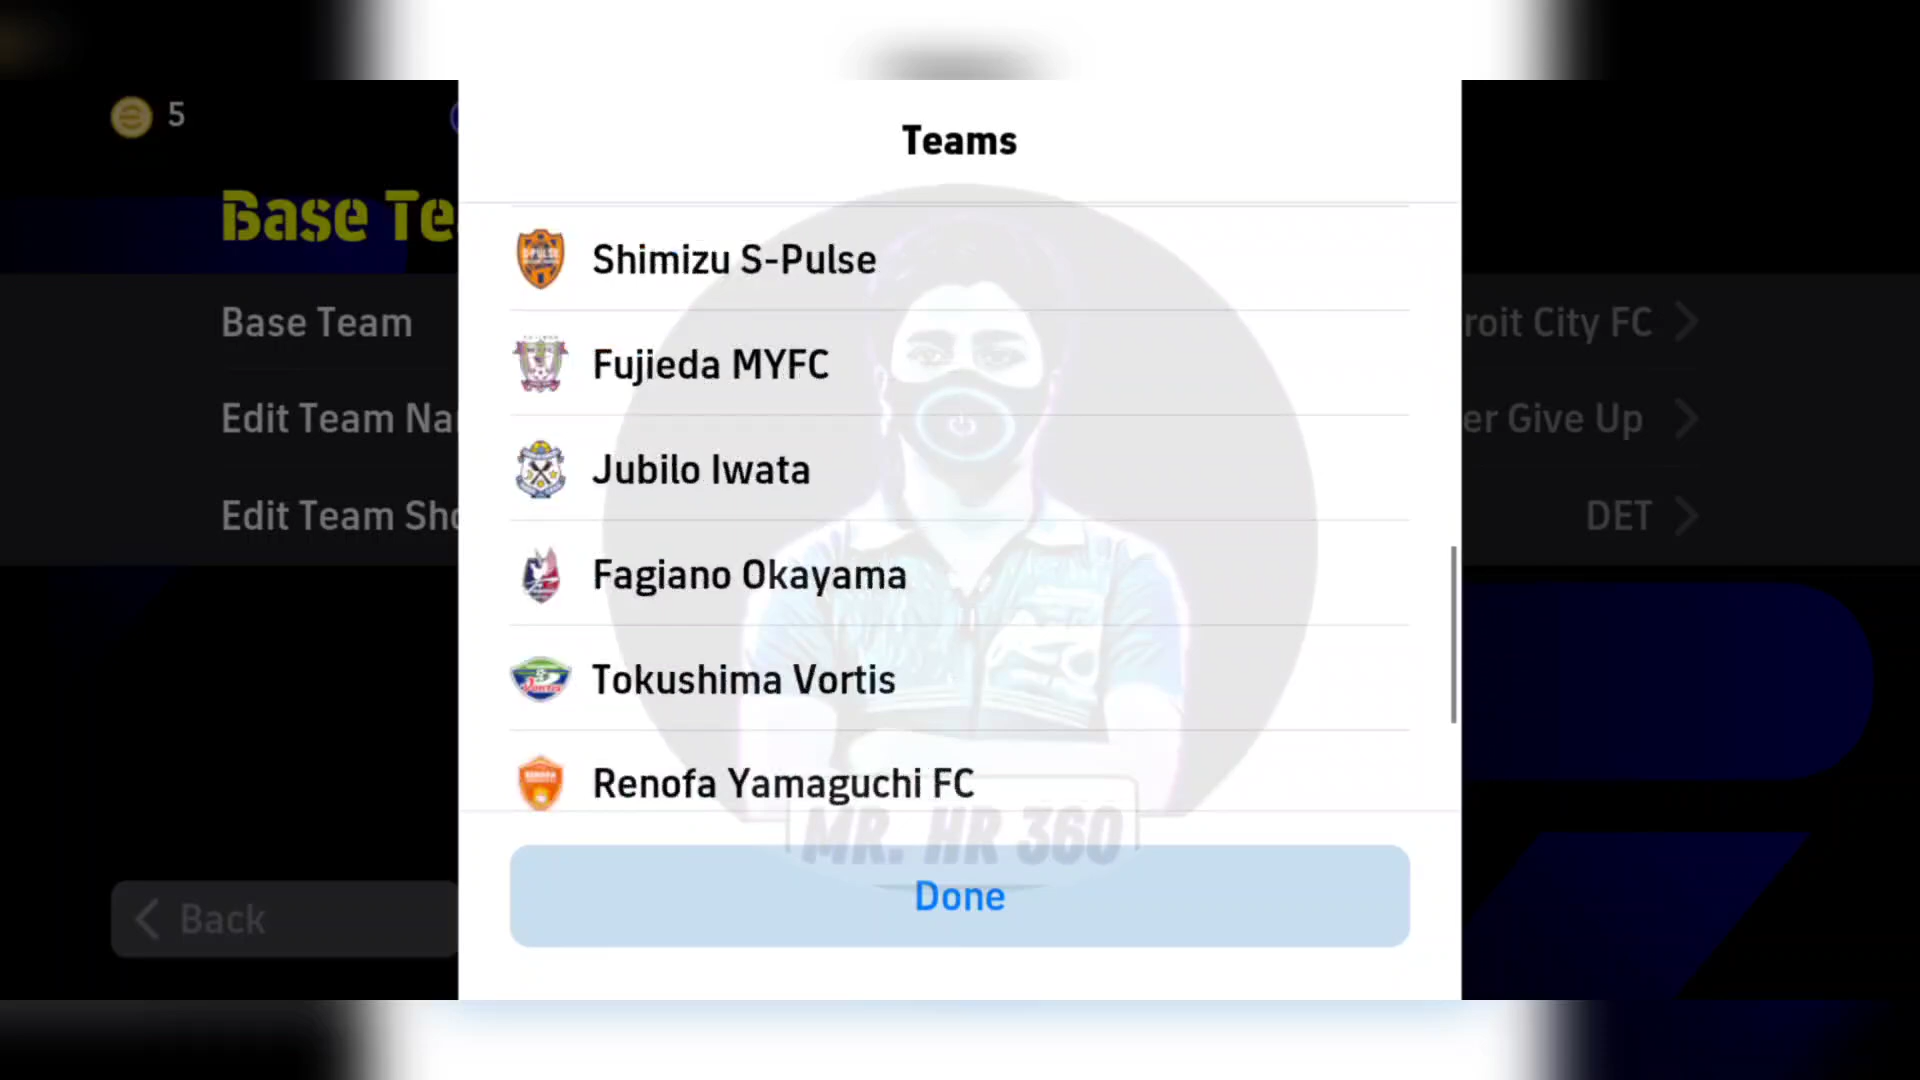 5
Teams
Base Te
Shimizu S-Pulse
Base Team
roit City FC
Fujieda MYFC
Edit Team Na
er Give Up
Jubilo Iwata
Edit Team Sho
DET
Fagiano Okayama
Tokushima Vortis
Renofa Yamaguchi FC
MR. HR 360
Done
Back